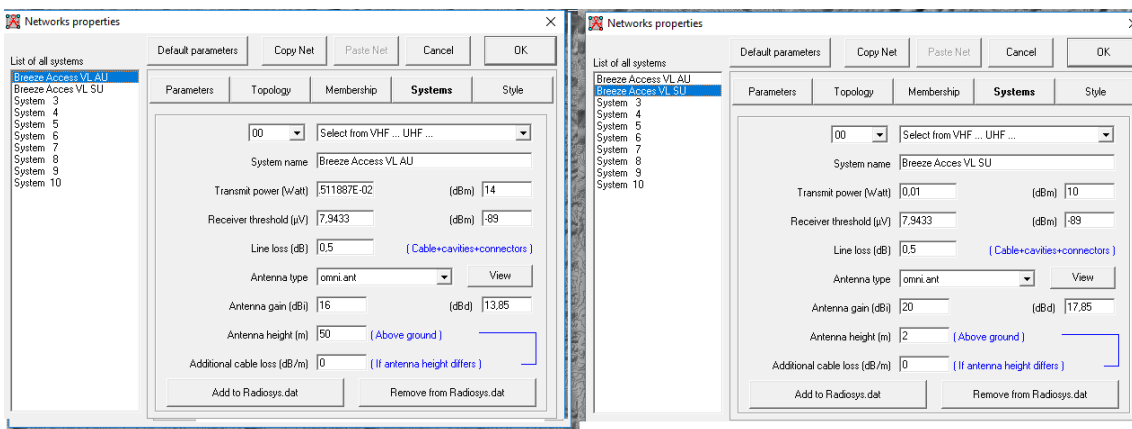 Networks properties
Default parameters Copy Net Paste Net Cancel OK
List of all systems
Breeze Access VL AU
Breeze Acces VL SU
System 3
System 4
System 5
System 6
System 7
System 8
System 9
System 10
Parameters Topology Membership Systems Style
00 Select from VHF ... UHF ...
System name Breeze Access VL AU
Transmit power (Watt) .511887E-02 (dBm) 14
Receiver threshold (µV) 7,9433 (dBm) -89
Line loss (dB) 0,5 ( Cable+cavities+connectors )
Antenna type omni.ant View
Antenna gain (dBi) 16 (dBd) 13,85
Antenna height (m) 50 ( Above ground )
Additional cable loss (dB/m) 0 ( If antenna height differs )
Add to Radiosys.dat Remove from Radiosys.dat
Networks properties
Default parameters Copy Net Paste Net Cancel OK
List of all systems
Breeze Access VL AU
Breeze Acces VL SU
System 3
System 4
System 5
System 6
System 7
System 8
System 9
System 10
Parameters Topology Membership Systems Style
00 Select from VHF ... UHF ...
System name Breeze Acces VL SU
Transmit power (Watt) 0,01 (dBm) 10
Receiver threshold (µV) 7,9433 (dBm) -89
Line loss (dB) 0,5 ( Cable+cavities+connectors )
Antenna type omni.ant View
Antenna gain (dBi) 20 (dBd) 17,85
Antenna height (m) 2 ( Above ground )
Additional cable loss (dB/m) 0 ( If antenna height differs )
Add to Radiosys.dat Remove from Radiosys.dat